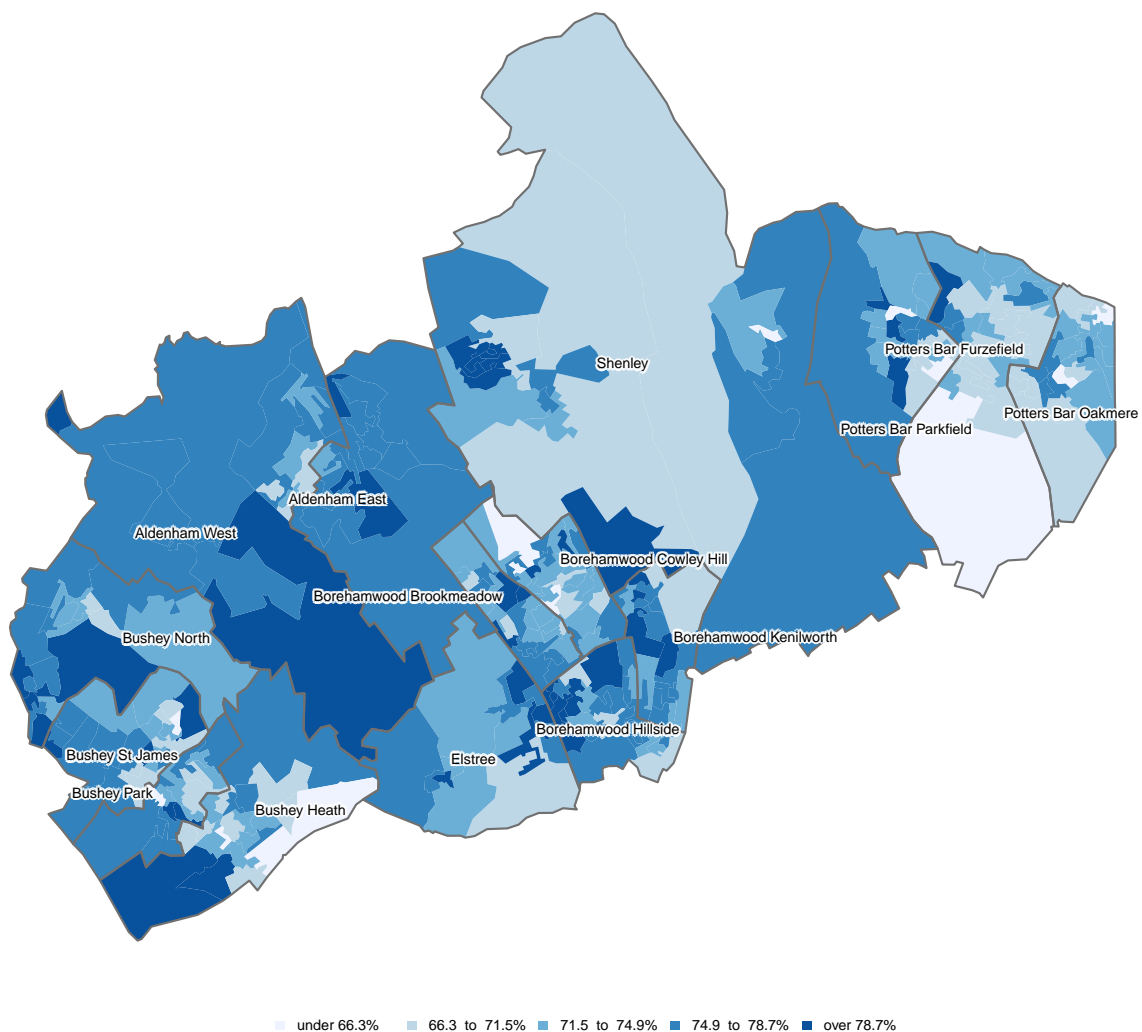 Shenley
Potters Bar Furzefield
Potters Bar Oakmere
Potters Bar Parkfield
Aldenham East
Aldenham West
Borehamwood Cowley Hill
Borehamwood Brookmeadow
Bushey North
Borehamwood Kenilworth
Borehamwood Hillside
Bushey St James
Elstree
Bushey Park
Bushey Heath
under 66.3% 66.3 to 71.5% 71.5 to 74.9% 74.9 to 78.7% over 78.7%